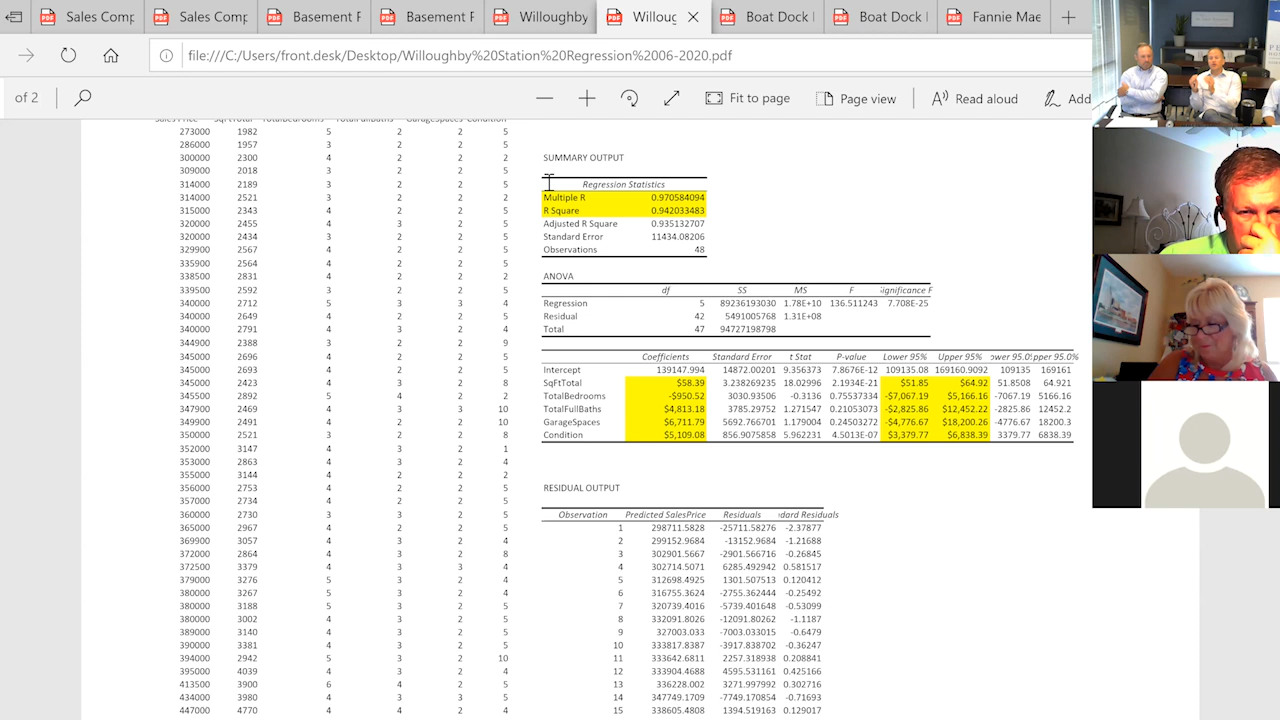 Sales Comp
Sales Comp
Basement F
Basement F
Willoughby
Willoug
Boat Dock
Boat Dock
Fannie Mae
file:///C:/Users/front.desk/Desktop/Willoughby%20Station%20Regression%2006-2020.pdf
of 2
Fit to page
Page view
Read aloud
Add
SalesPrice SqFtTotal TotalBedrooms TotalFullBaths GarageSpaces Condition
273000 1982 5 2 2 5
286000 1957 3 2 2 5
300000 2300 4 2 2 2
309000 2018 3 2 2 5
314000 2189 3 2 2 5
314000 2521 3 2 2 2
315000 2343 4 2 2 5
320000 2455 4 3 2 2
320000 2434 3 2 2 5
329900 2567 4 2 2 5
335900 2564 4 2 2 5
338500 2831 4 2 2 2
339500 2592 3 2 2 5
340000 2712 5 3 3 4
340000 2649 4 2 2 5
340000 2791 4 3 2 4
344900 2388 3 2 2 9
345000 2696 4 2 2 5
345000 2693 4 2 2 5
345000 2423 4 3 2 8
345500 2892 5 4 2 2
347900 2469 4 3 3 10
349900 2491 4 2 2 10
350000 2521 3 2 2 8
352000 3147 4 3 2 1
353000 2863 4 3 2 4
355000 3144 4 2 2 2
356000 2753 4 2 2 5
357000 2734 4 2 2 5
360000 2730 3 3 2 5
365000 2967 4 2 2 5
369900 3057 4 3 2 4
372000 2864 4 3 2 8
372500 3379 4 3 3 4
379000 3276 5 3 2 4
380000 3267 5 3 2 4
380000 3188 5 3 2 5
380000 3002 4 3 2 5
389000 3140 4 3 2 5
390000 3381 4 3 2 5
394000 2942 5 3 2 10
395000 4039 4 3 2 4
413500 3900 6 4 2 5
434000 3980 4 3 3 5
447000 4770 4 4 2 4
SUMMARY OUTPUT
Regression Statistics
Multiple R 0.970584094
R Square 0.942033483
Adjusted R Square 0.935132707
Standard Error 11434.08206
Observations 48
ANOVA
df SS MS F ignificance F
Regression 5 89236193030 1.78E+10 136.511243 7.708E-25
Residual 42 5491005768 1.31E+08
Total 47 94727198798
Coefficients Standard Error t Stat P-value Lower 95% Upper 95% ower 95.0% pper 95.0%
Intercept 139147.994 14872.00201 9.356373 7.8676E-12 109135.08 169160.9092 109135 169161
SqFtTotal $58.39 3.238269235 18.02996 2.1934E-21 $51.85 $64.92 51.8508 64.921
TotalBedrooms -$950.52 3030.93506 -0.3136 0.75537334 -$7,067.19 $5,166.16 -7067.19 5166.16
TotalFullBaths $4,813.18 3785.29752 1.271547 0.21053073 -$2,825.86 $12,452.22 -2825.86 12452.2
GarageSpaces $6,711.79 5692.766701 1.179004 0.24503272 -$4,776.67 $18,200.26 -4776.67 18200.3
Condition $5,109.08 856.9075858 5.962231 4.5013E-07 $3,379.77 $6,838.39 3379.77 6838.39
RESIDUAL OUTPUT
Observation Predicted SalesPrice Residuals dard Residuals
1 298711.5828 -25711.58276 -2.37877
2 299152.9684 -13152.9684 -1.21688
3 302901.5667 -2901.566716 -0.26845
4 302714.5071 6285.492942 0.581517
5 312698.4925 1301.507513 0.120412
6 316755.3624 -2755.362444 -0.25492
7 320739.4016 -5739.401648 -0.53099
8 332091.8026 -12091.80262 -1.1187
9 327003.033 -7003.033015 -0.6479
10 333817.8387 -3917.838702 -0.36247
11 333642.6811 2257.318938 0.208841
12 333904.4688 4595.531161 0.425166
13 336228.002 3271.997992 0.302716
14 347749.1709 -7749.170854 -0.71693
15 338605.4808 1394.519163 0.129017